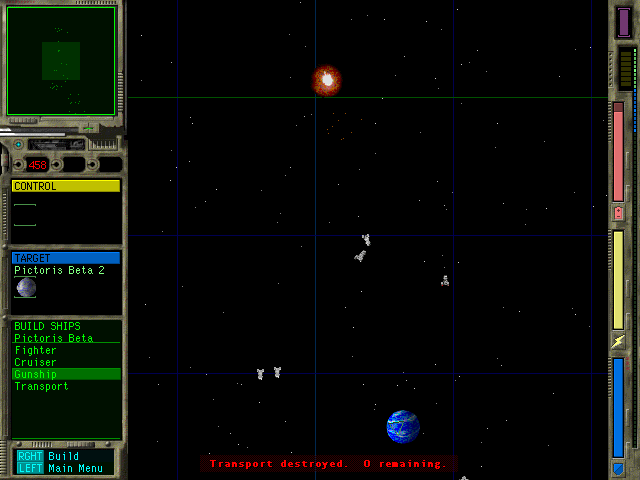 458
CONTROL
TARGET
Pictoris Beta 2
BUILD SHIPS
Pictoris Beta
Fighter
Cruiser
Gunship
Transport
RGHT Build
LEFT Main Menu
Transport destroyed. 0 remaining.